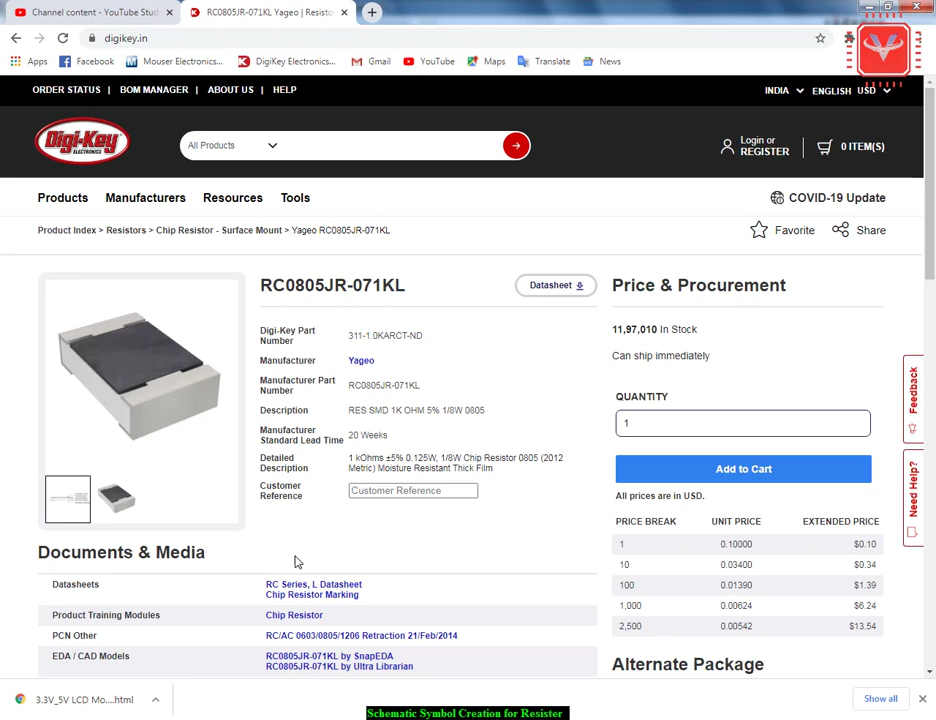 Channel content - YouTube Stud
RC0805JR-071KL Yageo | Resisto
digikey.in
Apps
Facebook
Mouser Electronics...
DigiKey Electronics...
Gmail
YouTube
Maps
Translate
News
ORDER STATUS | BOM MANAGER | ABOUT US | HELP
INDIA
ENGLISH USD
Digi-Key
ELECTRONICS
All Products
Login or
REGISTER
0 ITEM(S)
Products
Manufacturers
Resources
Tools
COVID-19 Update
Product Index > Resistors > Chip Resistor - Surface Mount > Yageo RC0805JR-071KL
Favorite
Share
RC0805JR-071KL
Datasheet
Digi-Key Part
Number
311-1.0KARCT-ND
Manufacturer
Yageo
Manufacturer Part
Number
RC0805JR-071KL
Description
RES SMD 1K OHM 5% 1/8W 0805
Manufacturer
Standard Lead Time
20 Weeks
Detailed
Description
1 kOhms ±5% 0.125W, 1/8W Chip Resistor 0805 (2012
Metric) Moisture Resistant Thick Film
Customer
Reference
Customer Reference
Price & Procurement
11,97,010 In Stock
Can ship immediately
QUANTITY
1
Add to Cart
All prices are in USD.
PRICE BREAK UNIT PRICE EXTENDED PRICE
1 0.10000 $0.10
10 0.03400 $0.34
100 0.01390 $1.39
1,000 0.00624 $6.24
2,500 0.00542 $13.54
Alternate Package
Feedback
Need Help?
Documents & Media
Datasheets
RC Series, L Datasheet
Chip Resistor Marking
Product Training Modules
Chip Resistor
PCN Other
RC/AC 0603/0805/1206 Retraction 21/Feb/2014
EDA / CAD Models
RC0805JR-071KL by SnapEDA
RC0805JR-071KL by Ultra Librarian
3.3V_5V LCD Mo....html
Show all
Schematic Symbol Creation for Resister